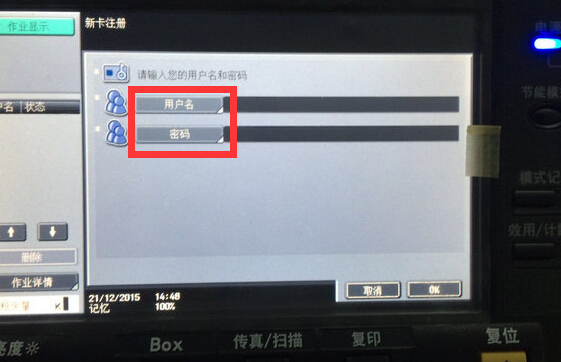 作业显示
新卡注册
电源
请输入您的用户名和密码
用户名
密码
户名 状态
节能模
删除
作业详情
模式记
效用/计
取消
OK
21/12/2015 14:46
记忆 100%
亮度
Box
传真/扫描
复印
复位